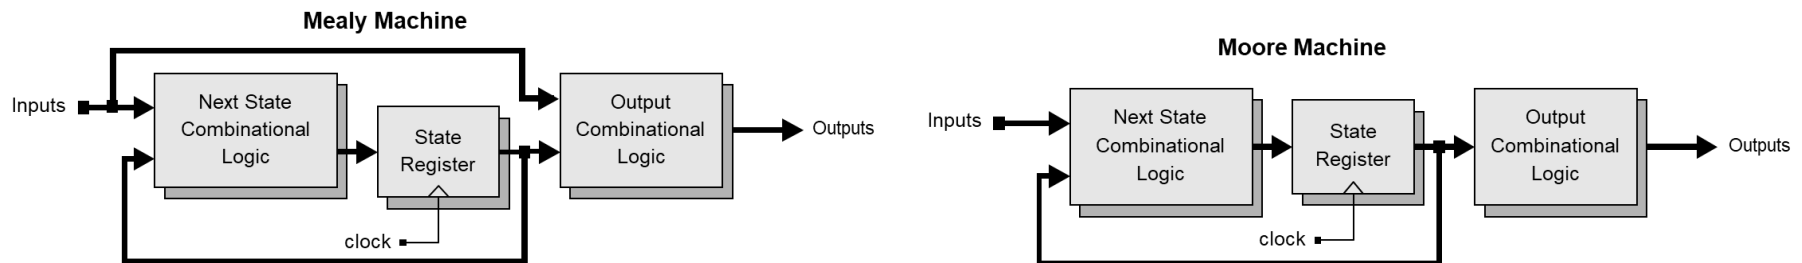 Mealy Machine
Inputs
Next State
Combinational
Logic
State
Register
clock
Output
Combinational
Logic
Outputs
Moore Machine
Inputs
Next State
Combinational
Logic
State
Register
clock
Output
Combinational
Logic
Outputs